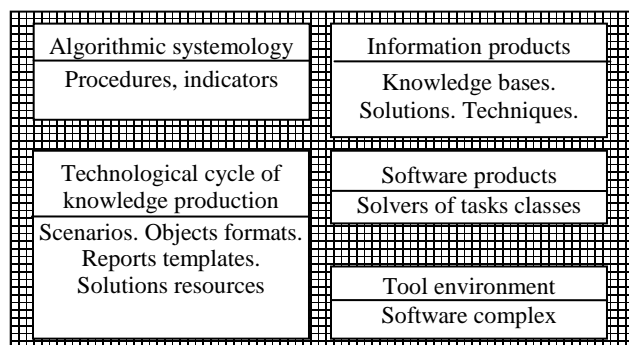 Algorithmic systemology
Procedures, indicators
Technological cycle of
knowledge production
Scenarios. Objects formats.
Reports templates.
Solutions resources
Information products
Knowledge bases.
Solutions. Techniques.
Software products
Solvers of tasks classes
Tool environment
Software complex